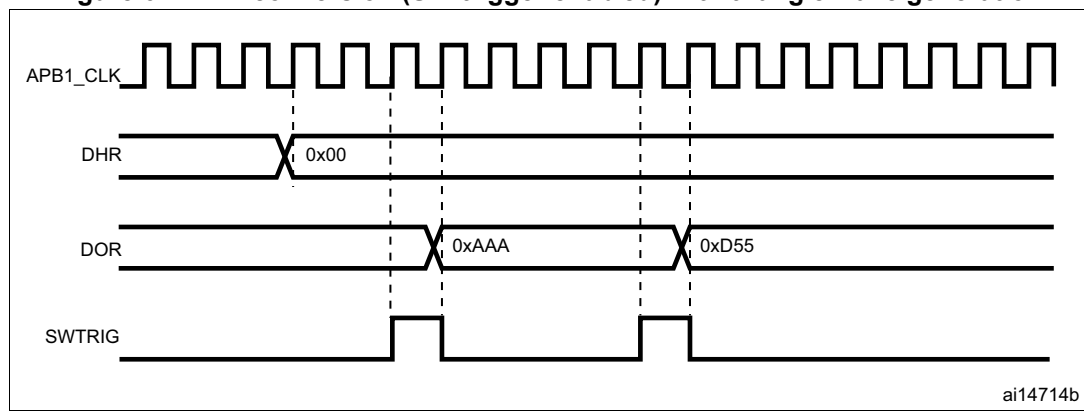 APB1_CLK
DHR
0x00
DOR
0xAAA
0xD55
SWTRIG
ai14714b